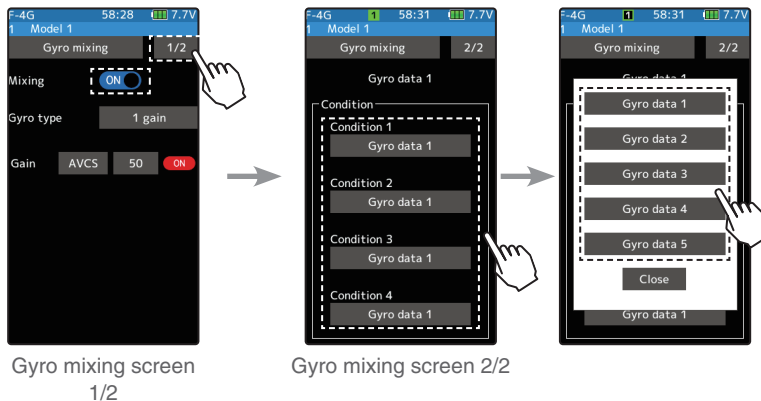 F-4G 58:28 7.7V
1 Model 1
Gyro mixing 1/2
Mixing ON
Gyro type 1 gain
Gain AVCS 50 ON
Gyro mixing screen
1/2
F-4G 1 58:31 7.7V
1 Model 1
Gyro mixing 2/2
Gyro data 1
Condition
Condition 1
Gyro data 1
Condition 2
Gyro data 1
Condition 3
Gyro data 1
Condition 4
Gyro data 1
Gyro mixing screen 2/2
F-4G 1 58:31 7.7V
1 Model 1
Gyro mixing 2/2
Gyro data 1
Gyro data 1
Gyro data 2
Gyro data 3
Gyro data 4
Gyro data 5
Close
Gyro data 1